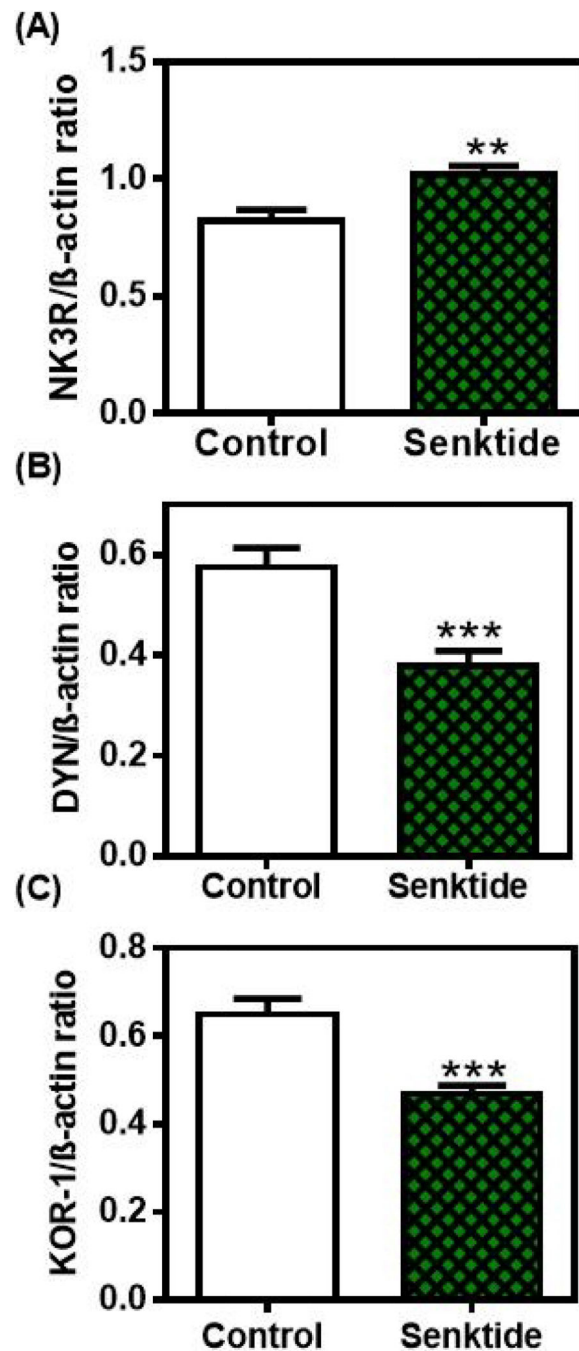 (A)
NK3R/ß-actin ratio
1.5
1.0
0.5
0.0
**
Control Senktide
(B)
DYN/ß-actin ratio
0.6
0.4
0.2
0.0
***
Control Senktide
(C)
KOR-1/ß-actin ratio
0.8
0.6
0.4
0.2
0.0
***
Control Senktide